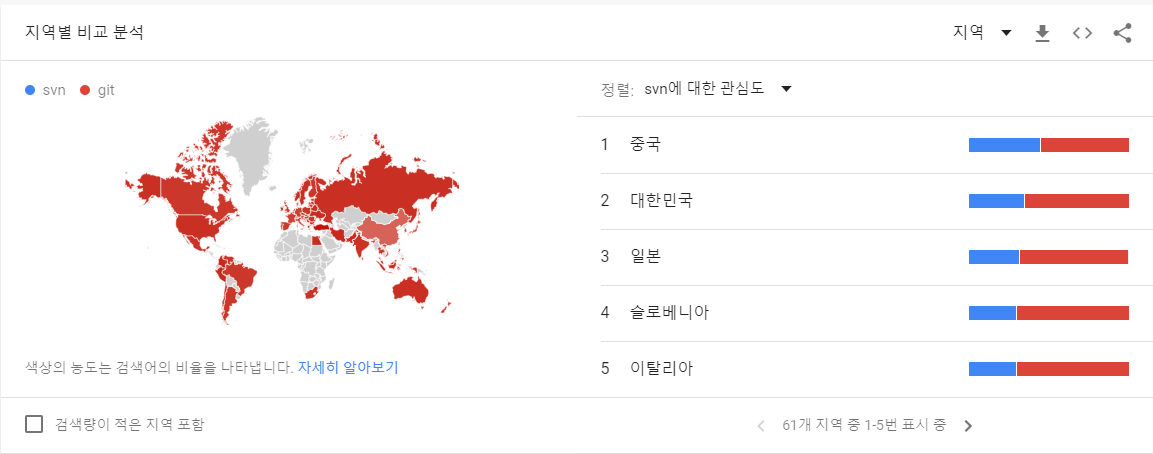 지역별 비교 분석
지역
svn git
정렬: svn에 대한 관심도
1 중국
2 대한민국
3 일본
4 슬로베니아
5 이탈리아
색상의 농도는 검색어의 비율을 나타냅니다. 자세히 알아보기
검색량이 적은 지역 포함
61개 지역 중 1-5번 표시 중